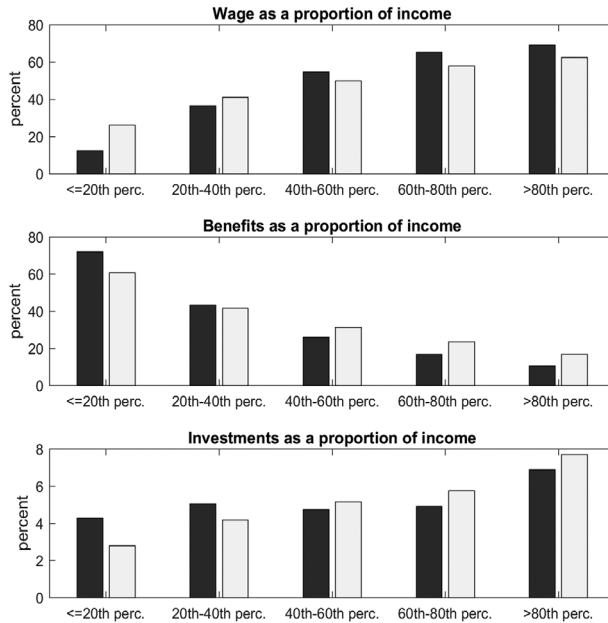 Wage as a proportion of income
80
60
40
20
0
percent
<=20th perc. 20th-40th perc. 40th-60th perc. 60th-80th perc. >80th perc.
Benefits as a proportion of income
80
60
40
20
0
percent
<=20th perc. 20th-40th perc. 40th-60th perc. 60th-80th perc. >80th perc.
Investments as a proportion of income
8
6
4
2
0
percent
<=20th perc. 20th-40th perc. 40th-60th perc. 60th-80th perc. >80th perc.